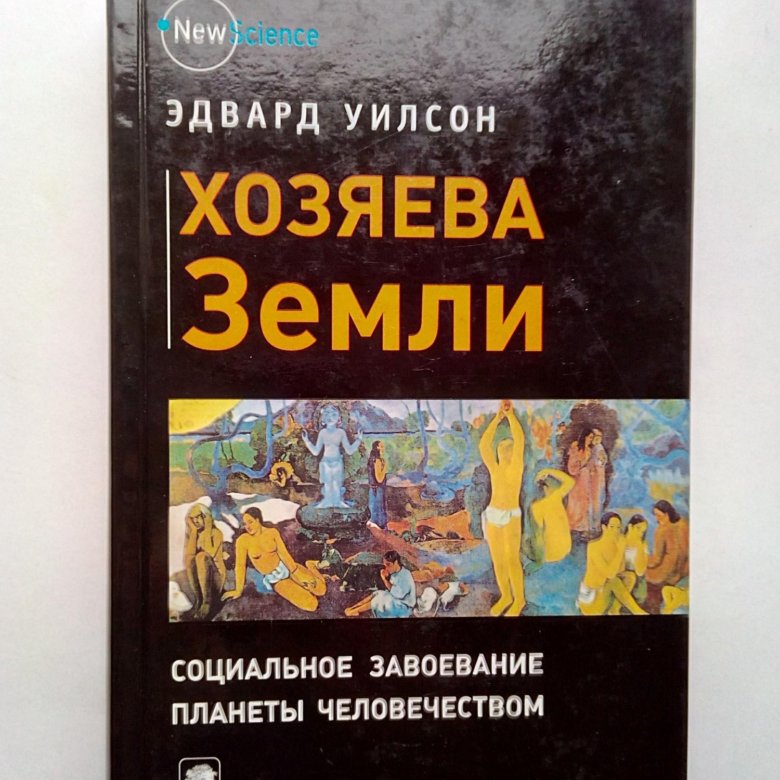 NewScience
ЭДВАРД УИЛСОН
ХОЗЯЕВА
Земли
СОЦИАЛЬНОЕ ЗАВОЕВАНИЕ
ПЛАНЕТЫ ЧЕЛОВЕЧЕСТВОМ